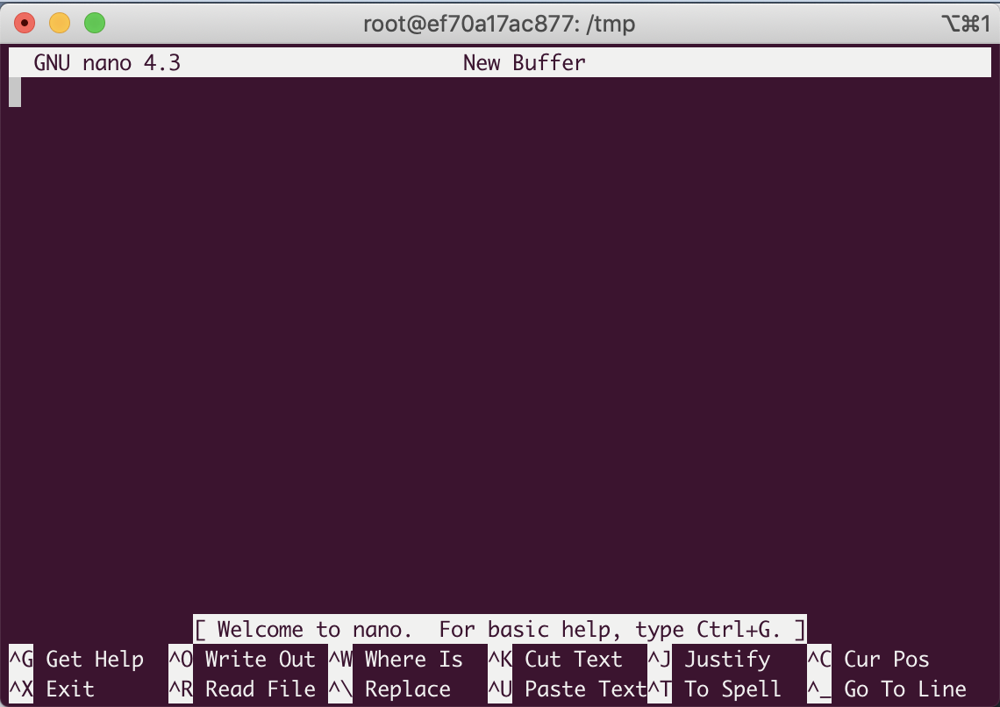 root@ef70a17ac877: /tmp ⌥⌘1
GNU nano 4.3 New Buffer
[ Welcome to nano.  For basic help, type Ctrl+G. ]
^G Get Help ^O Write Out ^W Where Is ^K Cut Text ^J Justify ^C Cur Pos
^X Exit ^R Read File ^\ Replace ^U Paste Text ^T To Spell ^_ Go To Line